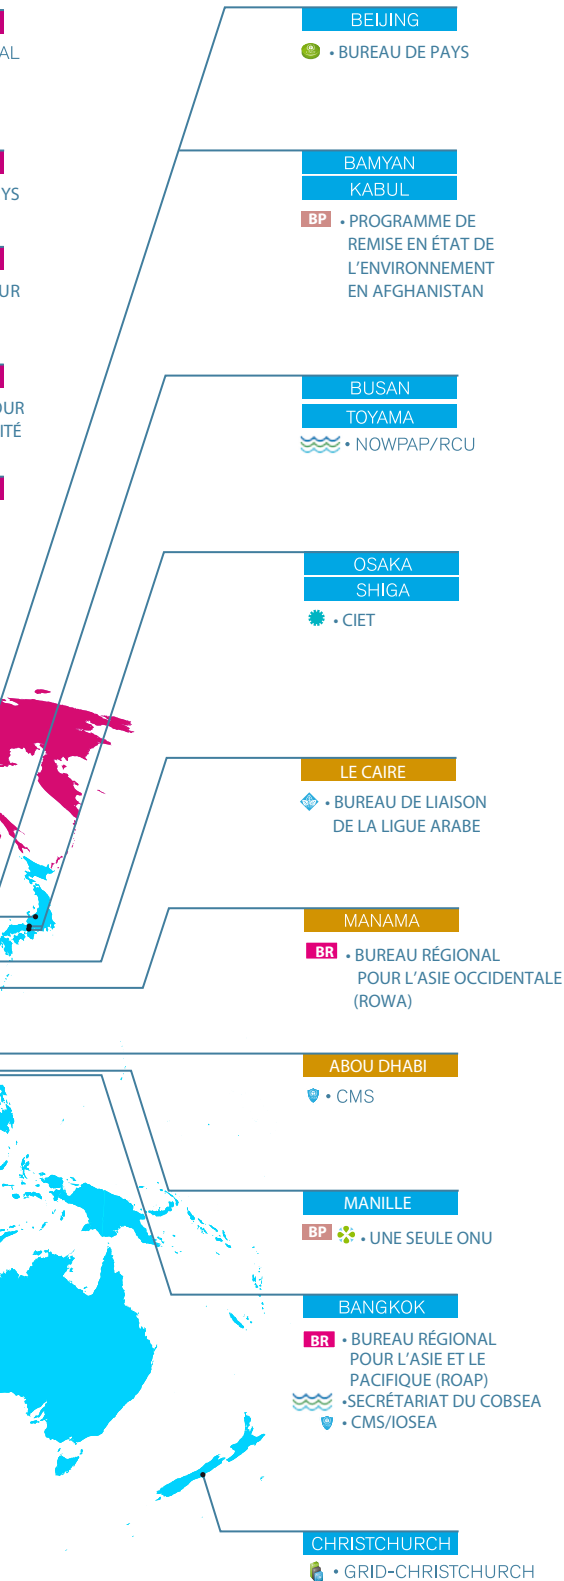 AL
YS
UR
OUR
ITÉ
BEIJING
• BUREAU DE PAYS
BAMYAN
KABUL
BP • PROGRAMME DE
REMISE EN ÉTAT DE
L’ENVIRONNEMENT
EN AFGHANISTAN
BUSAN
TOYAMA
• NOWPAP/RCU
OSAKA
SHIGA
• CIET
LE CAIRE
• BUREAU DE LIAISON
DE LA LIGUE ARABE
MANAMA
BR • BUREAU RÉGIONAL
POUR L’ASIE OCCIDENTALE
(ROWA)
ABOU DHABI
• CMS
MANILLE
BP • UNE SEULE ONU
BANGKOK
BR • BUREAU RÉGIONAL
POUR L’ASIE ET LE
PACIFIQUE (ROAP)
•SECRÉTARIAT DU COBSEA
• CMS/IOSEA
CHRISTCHURCH
• GRID-CHRISTCHURCH